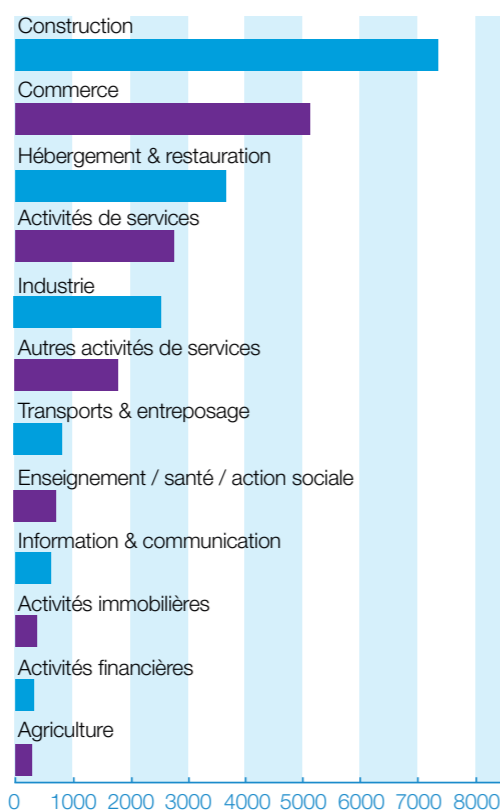 Construction
Commerce
Hébergement & restauration
Activités de services
Industrie
Autres activités de services
Transports & entreposage
Enseignement / santé / action sociale
Information & communication
Activités immobilières
Activités financières
Agriculture
0 1000 2000 3000 4000 5000 6000 7000 8000